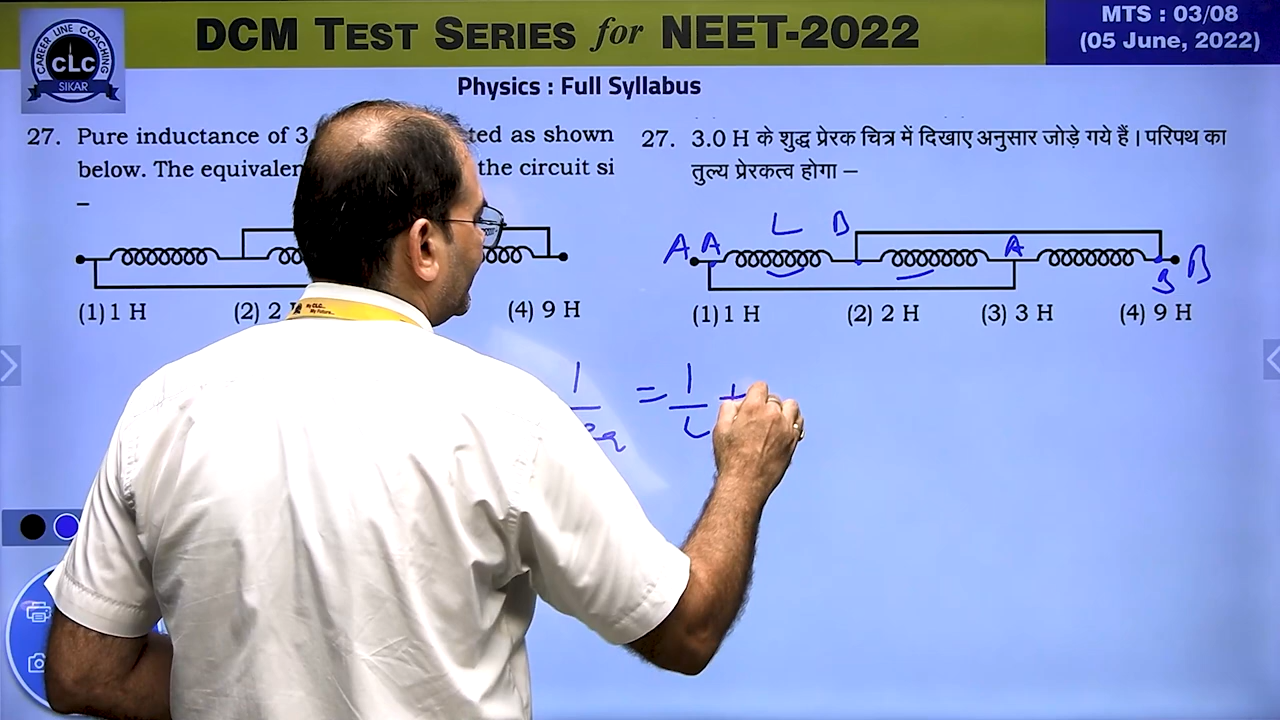 DCM TEST SERIES for NEET-2022
MTS : 03/08
(05 June, 2022)
CAREER LINE COACHING
CLC
SIKAR
Physics : Full Syllabus
27. Pure inductance of 3. ted as shown
below. The equivalen the circuit si
–
(1) 1 H (2) 2 (4) 9 H
27. 3.0 H के शुद्ध प्रेरक चित्र में दिखाए अनुसार जोड़े गये हैं। परिपथ का
तुल्य प्रेरकत्व होगा –
A A L B A B B
(1) 1 H (2) 2 H (3) 3 H (4) 9 H
1 = 1 +
eq L